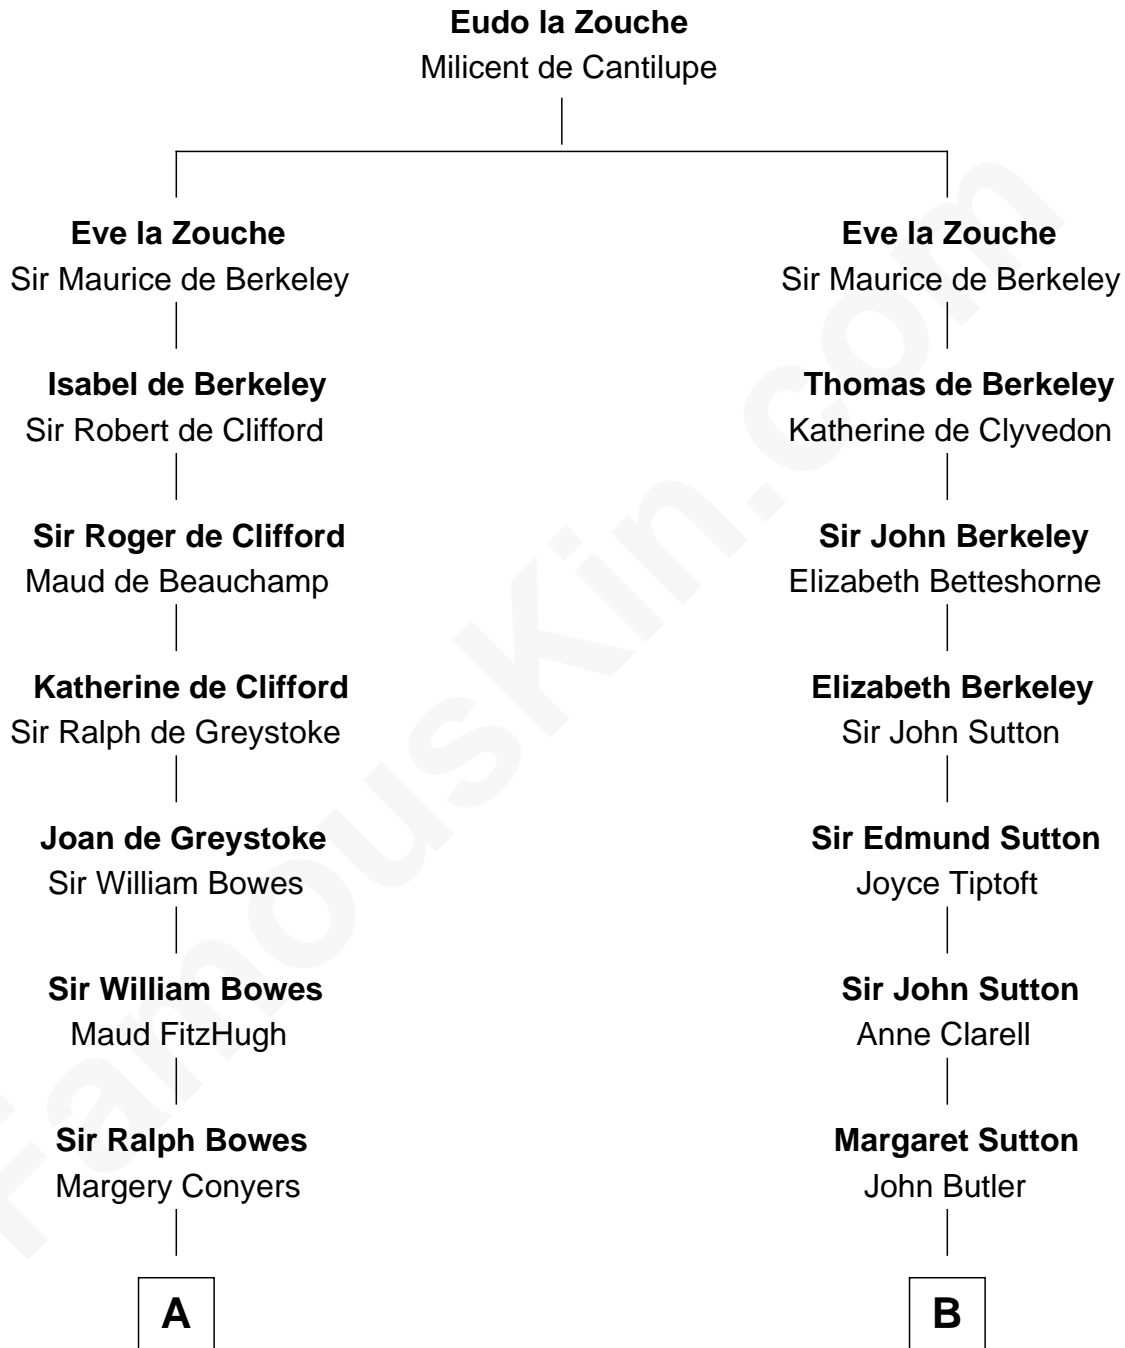 Eudo la Zouche
Milicent de Cantilupe
Eve la Zouche
Sir Maurice de Berkeley
Eve la Zouche
Sir Maurice de Berkeley
Isabel de Berkeley
Sir Robert de Clifford
Thomas de Berkeley
Katherine de Clyvedon
Sir Roger de Clifford
Maud de Beauchamp
Sir John Berkeley
Elizabeth Betteshorne
Katherine de Clifford
Sir Ralph de Greystoke
Elizabeth Berkeley
Sir John Sutton
Joan de Greystoke
Sir William Bowes
Sir Edmund Sutton
Joyce Tiptoft
Sir William Bowes
Maud FitzHugh
Sir John Sutton
Anne Clarell
Sir Ralph Bowes
Margery Conyers
Margaret Sutton
John Butler
A
B
FamousKin.com